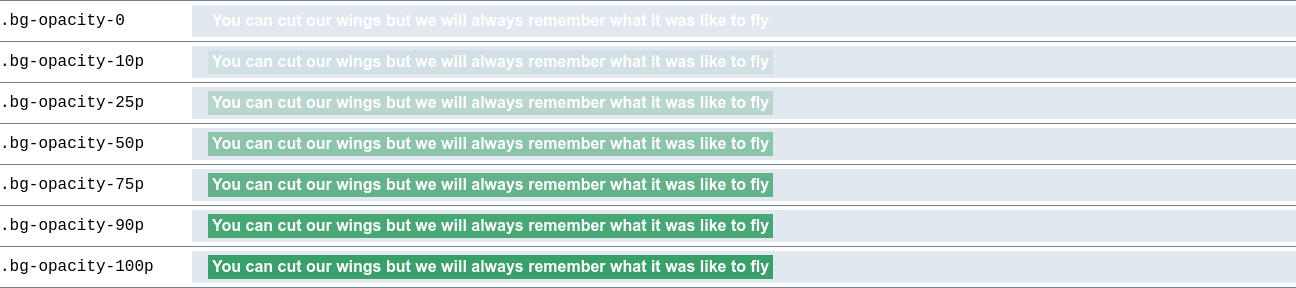 .bg-opacity-0 You can cut our wings but we will always remember what it was like to fly
.bg-opacity-10p You can cut our wings but we will always remember what it was like to fly
.bg-opacity-25p You can cut our wings but we will always remember what it was like to fly
.bg-opacity-50p You can cut our wings but we will always remember what it was like to fly
.bg-opacity-75p You can cut our wings but we will always remember what it was like to fly
.bg-opacity-90p You can cut our wings but we will always remember what it was like to fly
.bg-opacity-100p You can cut our wings but we will always remember what it was like to fly